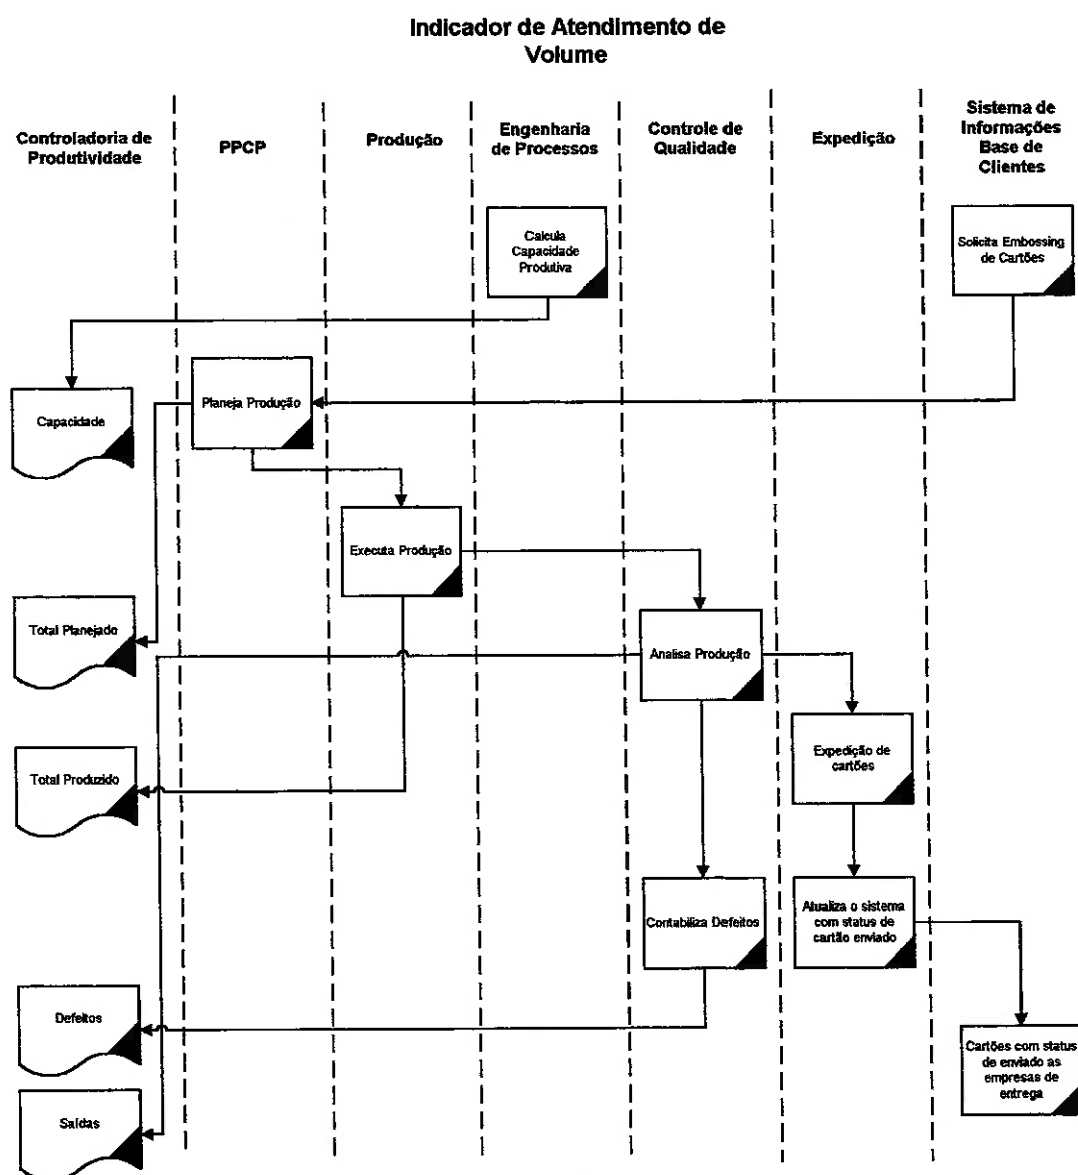 Indicador de Atendimento de
Volume
Controladoria de
Produtividade
PPCP
Produção
Engenharia
de Processos
Controle de
Qualidade
Expedição
Sistema de
Informações
Base de
Clientes
Calcula
Capacidade
Produtiva
Solicita Embossing
de Cartões
Capacidade
Planeja Produção
Executa Produção
Total Planejado
Analisa Produção
Total Produzido
Expedição de
cartões
Contabiliza Defeitos
Atualiza o sistema
com status de
cartão enviado
Defeitos
Cartões com status
de enviado as
empresas de
entrega
Saídas